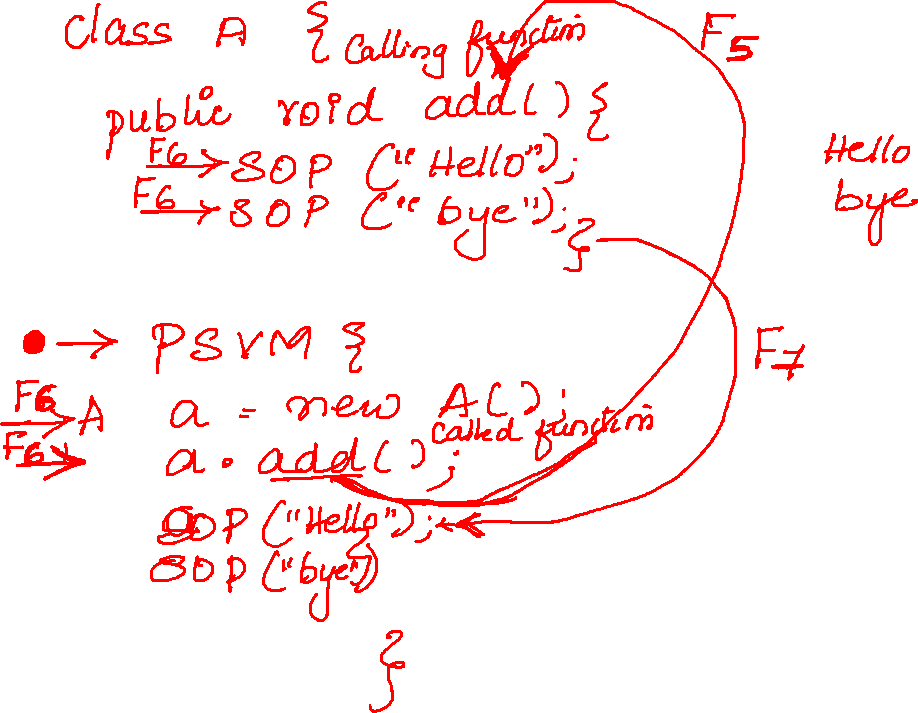 class A {
Calling function
F5
public void add() {
F6 SOP ("Hello");
F6 SOP ("bye");
}
Hello
bye
PSVM {
F7
F6 A a = new A();
called function
F6 a.add();
SOP ("Hello");
SOP ("bye")
}